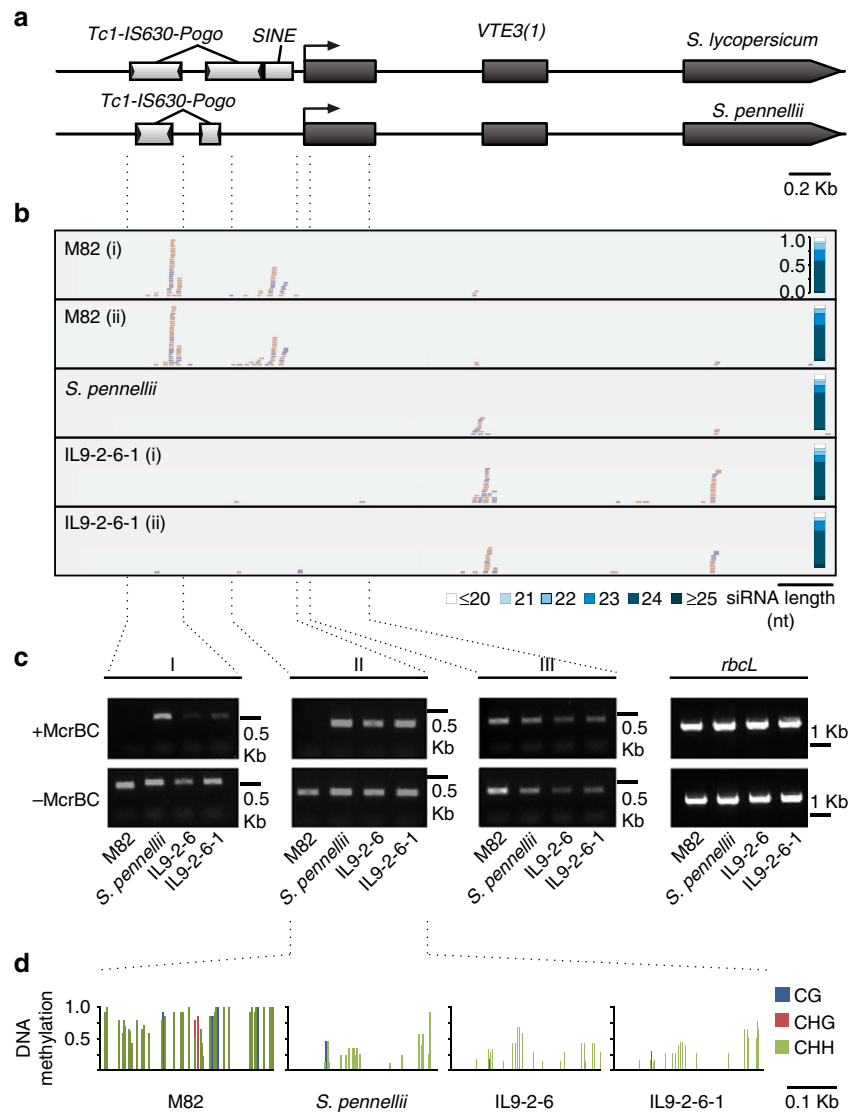 a
Tc1-IS630-Pogo
SINE
VTE3(1)
S. lycopersicum
Tc1-IS630-Pogo
S. pennellii
0.2 Kb
b
M82 (i)
1.0
0.5
0.0
M82 (ii)
S. pennellii
IL9-2-6-1 (i)
IL9-2-6-1 (ii)
≤20 21 22 23 24 ≥25 siRNA length
(nt)
c
I II III rbcL
+McrBC
0.5
Kb
0.5
Kb
0.5
Kb
1 Kb
–McrBC
0.5
Kb
0.5
Kb
0.5
Kb
1 Kb
M82 S. pennellii IL9-2-6 IL9-2-6-1
M82 S. pennellii IL9-2-6 IL9-2-6-1
M82 S. pennellii IL9-2-6 IL9-2-6-1
M82 S. pennellii IL9-2-6 IL9-2-6-1
d
DNA
methylation
1.0
0.5
CG
CHG
CHH
M82 S. pennellii IL9-2-6 IL9-2-6-1
0.1 Kb